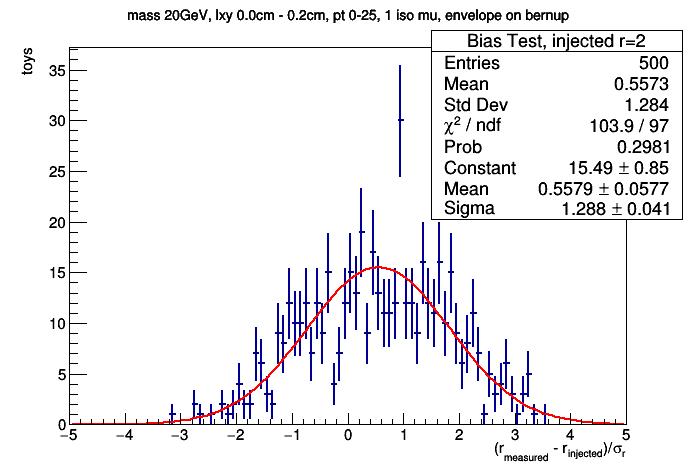 mass 20GeV, lxy 0.0cm - 0.2cm, pt 0-25, 1 iso mu, envelope on bernup
Bias Test, injected r=2
Entries 500
Mean 0.5573
Std Dev 1.284
χ² / ndf 103.9 / 97
Prob 0.2981
Constant 15.49 ± 0.85
Mean 0.5579 ± 0.0577
Sigma 1.288 ± 0.041
toys
35
30
25
20
15
10
5
0
−5 −4 −3 −2 −1 0 1 2 3 4 5
(r_measured - r_injected)/σ_r